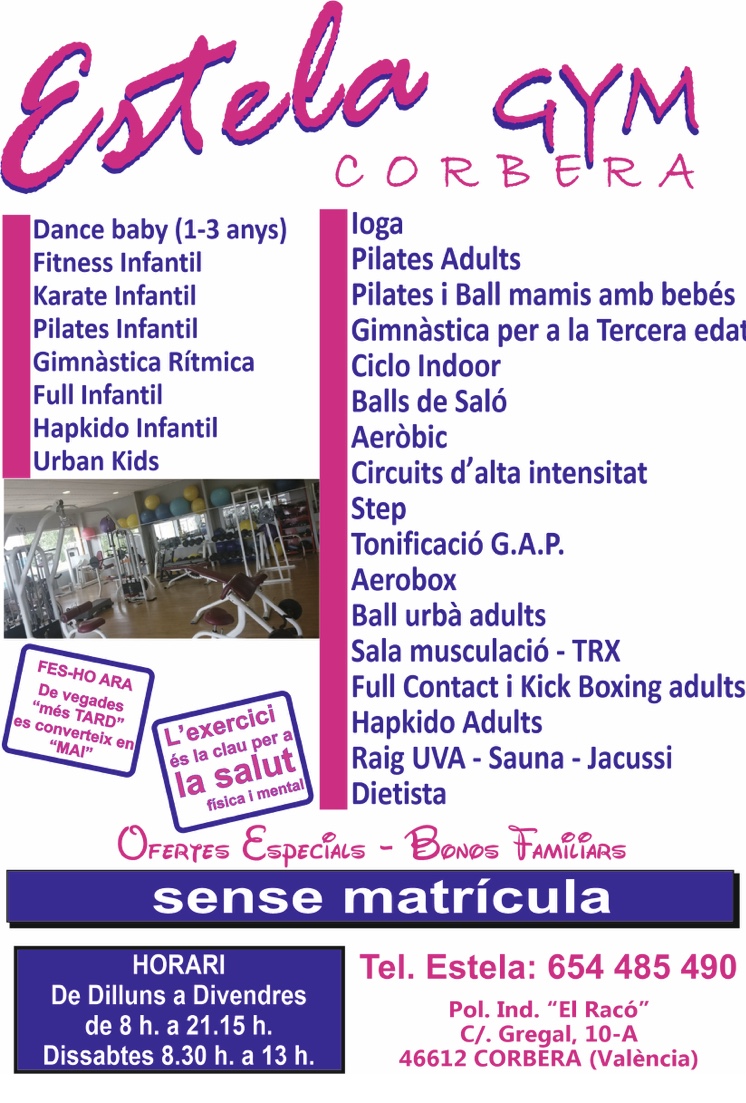 Estela GYM
CORBERA
Dance baby (1-3 anys)
Fitness Infantil
Karate Infantil
Pilates Infantil
Gimnàstica Rítmica
Full Infantil
Hapkido Infantil
Urban Kids
Ioga
Pilates Adults
Pilates i Ball mamis amb bebés
Gimnàstica per a la Tercera edat
Ciclo Indoor
Balls de Saló
Aeròbic
Circuits d’alta intensitat
Step
Tonificació G.A.P.
Aerobox
Ball urbà adults
Sala musculació - TRX
Full Contact i Kick Boxing adults
Hapkido Adults
Raig UVA - Sauna - Jacussi
Dietista
FES-HO ARA
De vegades
“més TARD”
es converteix en
“MAI”
L’exercici
és la clau per a
la salut
física i mental
Ofertes Especials - Bonos Familiars
sense matrícula
HORARI
De Dilluns a Divendres
de 8 h. a 21.15 h.
Dissabtes 8.30 h. a 13 h.
Tel. Estela: 654 485 490
Pol. Ind. “El Racó”
C/. Gregal, 10-A
46612 CORBERA (València)